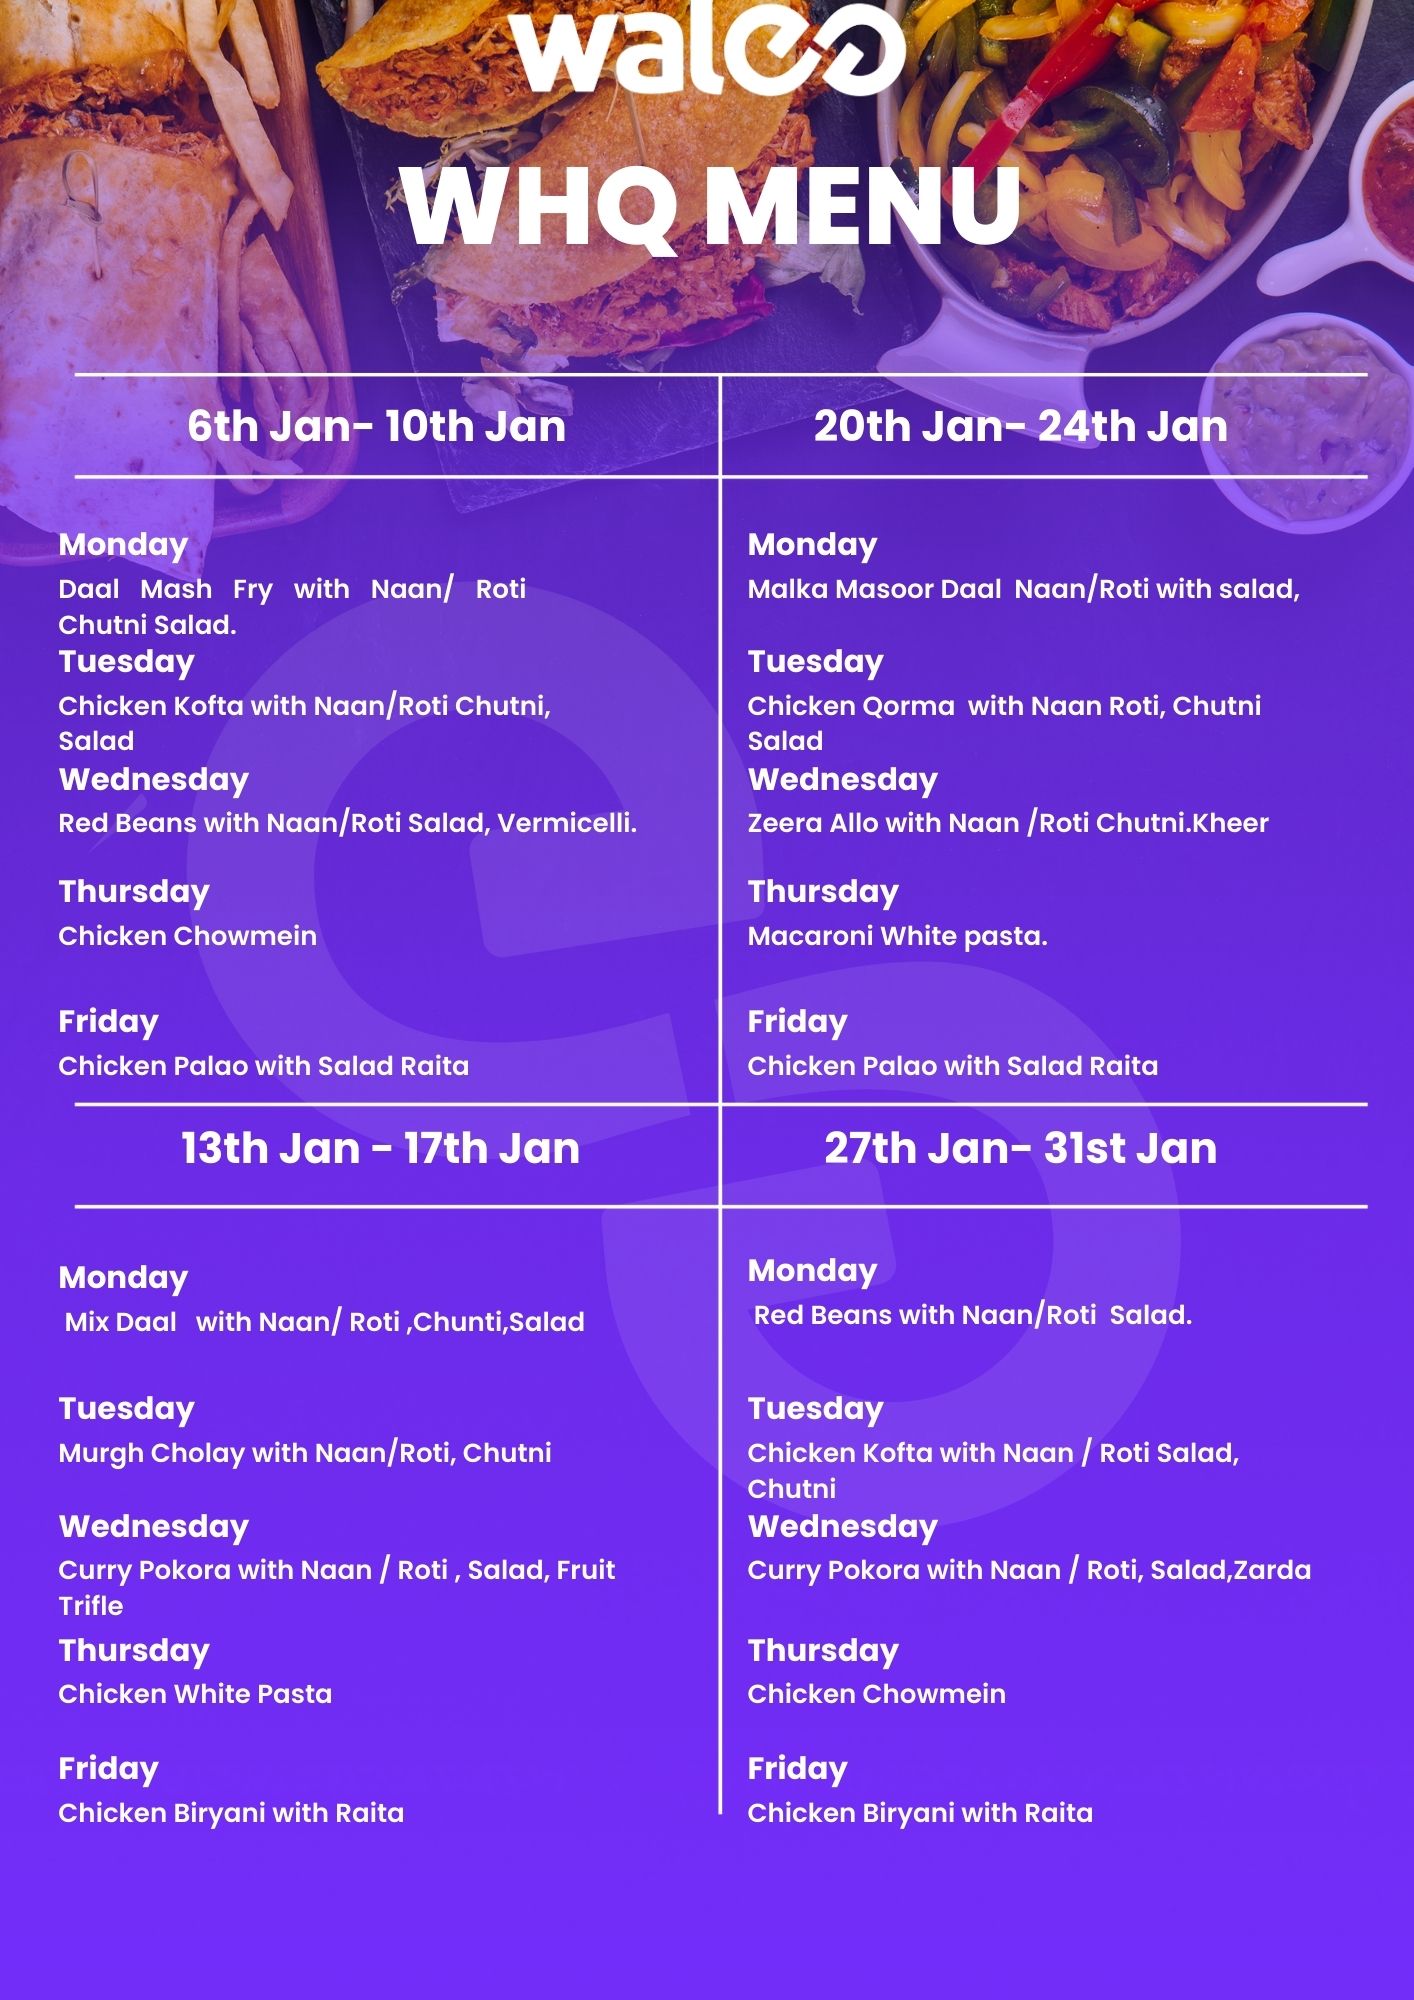 walee
WHQ MENU
6th Jan- 10th Jan
Monday
Daal Mash Fry with Naan/ Roti
Chutni Salad.
Tuesday
Chicken Kofta with Naan/Roti Chutni,
Salad
Wednesday
Red Beans with Naan/Roti Salad, Vermicelli.
Thursday
Chicken Chowmein
Friday
Chicken Palao with Salad Raita
20th Jan- 24th Jan
Monday
Malka Masoor Daal Naan/Roti with salad,
Tuesday
Chicken Qorma with Naan Roti, Chutni
Salad
Wednesday
Zeera Allo with Naan /Roti Chutni.Kheer
Thursday
Macaroni White pasta.
Friday
Chicken Palao with Salad Raita
13th Jan - 17th Jan
Monday
Mix Daal with Naan/ Roti ,Chunti,Salad
Tuesday
Murgh Cholay with Naan/Roti, Chutni
Wednesday
Curry Pokora with Naan / Roti , Salad, Fruit
Trifle
Thursday
Chicken White Pasta
Friday
Chicken Biryani with Raita
27th Jan- 31st Jan
Monday
Red Beans with Naan/Roti Salad.
Tuesday
Chicken Kofta with Naan / Roti Salad,
Chutni
Wednesday
Curry Pokora with Naan / Roti, Salad,Zarda
Thursday
Chicken Chowmein
Friday
Chicken Biryani with Raita